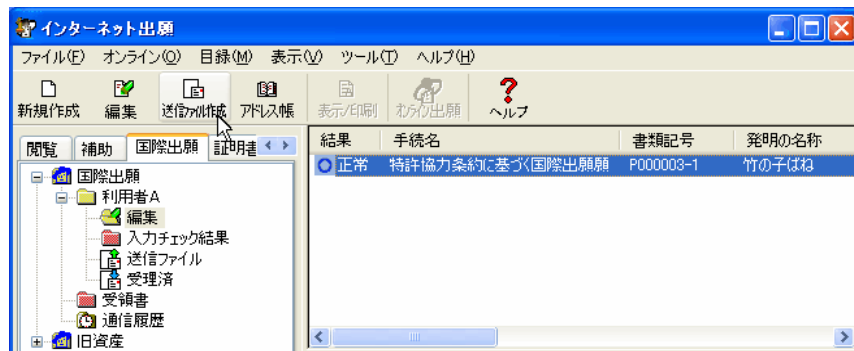 インターネット出願
ファイル(F) オンライン(O) 目録(M) 表示(V) ツール(T) ヘルプ(H)
新規作成 編集 送信ファイル作成 アドレス帳 表示/印刷 オンライン出願 ヘルプ
閲覧 補助 国際出願 証明書
結果 手続名 書類記号 発明の名称
正常 特許協力条約に基づく国際出願願 P000003-1 竹の子ばね
国際出願
利用者A
編集
入力チェック結果
送信ファイル
受理済
受領書
通信履歴
旧資産